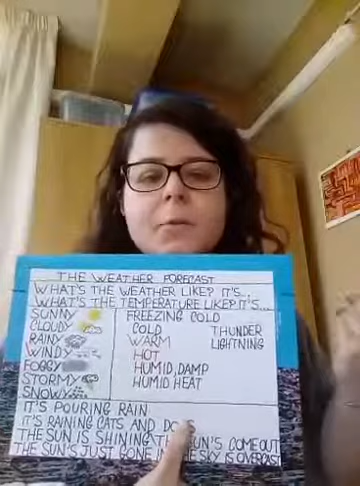 THE WEATHER FORECAST
WHAT'S THE WEATHER LIKE? IT'S...
WHAT'S THE TEMPERATURE LIKE? IT'S....
SUNNY
CLOUDY
RAINY
WINDY
FOGGY
STORMY
SNOWY
FREEZING COLD
COLD
WARM
HOT
HUMID, DAMP
HUMID HEAT
THUNDER
LIGHTNING
IT'S POURING RAIN
IT'S RAINING CATS AND
THE SUN IS SHINING THE SUN'S COME OUT
THE SUN'S JUST GONE IN SKY IS OVERCAST